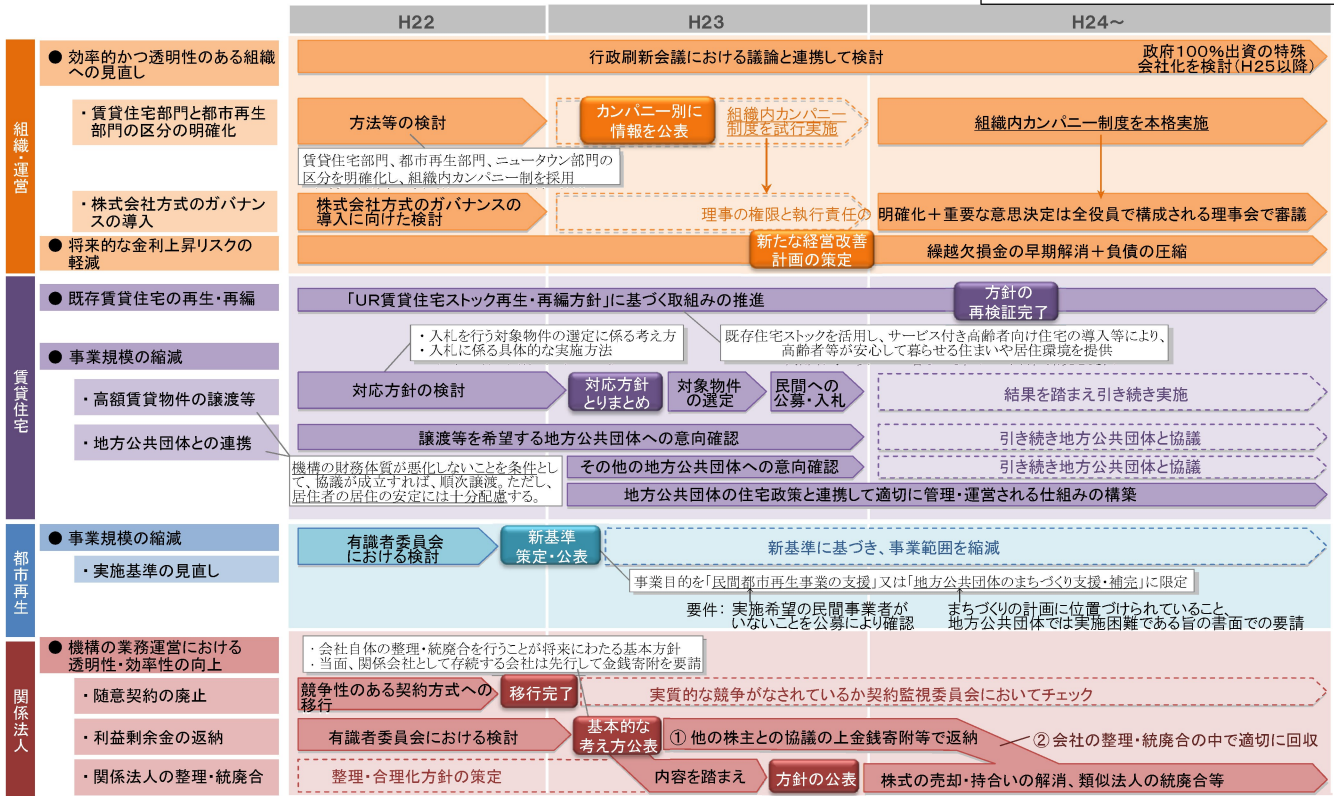 H22
H23
H24～
組織・運営
● 効率的かつ透明性のある組織
への見直し
行政刷新会議における議論と連携して検討
政府100%出資の特殊
会社化を検討(H25以降)
・賃貸住宅部門と都市再生
部門の区分の明確化
方法等の検討
カンパニー別に
情報を公表
組織内カンパニー
制度を試行実施
組織内カンパニー制度を本格実施
賃貸住宅部門、都市再生部門、ニュータウン部門の
区分を明確化し、組織内カンパニー制を採用
・株式会社方式のガバナン
スの導入
株式会社方式のガバナンスの
導入に向けた検討
理事の権限と執行責任の 明確化＋重要な意思決定は全役員で構成される理事会で審議
● 将来的な金利上昇リスクの
軽減
新たな経営改善
計画の策定
繰越欠損金の早期解消＋負債の圧縮
賃貸住宅
● 既存賃貸住宅の再生・再編
「UR賃貸住宅ストック再生・再編方針」に基づく取組みの推進
方針の
再検証完了
・入札を行う対象物件の選定に係る考え方
・入札に係る具体的な実施方法
既存住宅ストックを活用し、サービス付き高齢者向け住宅の導入等により、
高齢者等が安心して暮らせる住まいや居住環境を提供
● 事業規模の縮減
・高額賃貸物件の譲渡等
対応方針の検討
対応方針
とりまとめ
対象物件
の選定
民間への
公募・入札
結果を踏まえ引き続き実施
・地方公共団体との連携
譲渡等を希望する地方公共団体への意向確認
引き続き地方公共団体と協議
機構の財務体質が悪化しないことを条件とし
て、協議が成立すれば、順次譲渡。ただし、
居住者の居住の安定には十分配慮する。
その他の地方公共団体への意向確認
引き続き地方公共団体と協議
地方公共団体の住宅政策と連携して適切に管理・運営される仕組みの構築
都市再生
● 事業規模の縮減
・実施基準の見直し
有識者委員会
における検討
新基準
策定・公表
新基準に基づき、事業範囲を縮減
事業目的を「民間都市再生事業の支援」又は「地方公共団体のまちづくり支援・補完」に限定
要件： 実施希望の民間事業者が
いないことを公募により確認
まちづくりの計画に位置づけられていること、
地方公共団体では実施困難である旨の書面での要請
関係法人
● 機構の業務運営における
透明性・効率性の向上
・会社自体の整理・統廃合を行うことが将来にわたる基本方針
・当面、関係会社として存続する会社は先行して金銭寄附を要請
・随意契約の廃止
競争性のある契約方式への
移行
移行完了
実質的な競争がなされているか契約監視委員会においてチェック
・利益剰余金の返納
有識者委員会における検討
基本的な
考え方公表
① 他の株主との協議の上金銭寄附等で返納
② 会社の整理・統廃合の中で適切に回収
・関係法人の整理・統廃合
整理・合理化方針の策定
内容を踏まえ
方針の公表
株式の売却・持合いの解消、類似法人の統廃合等